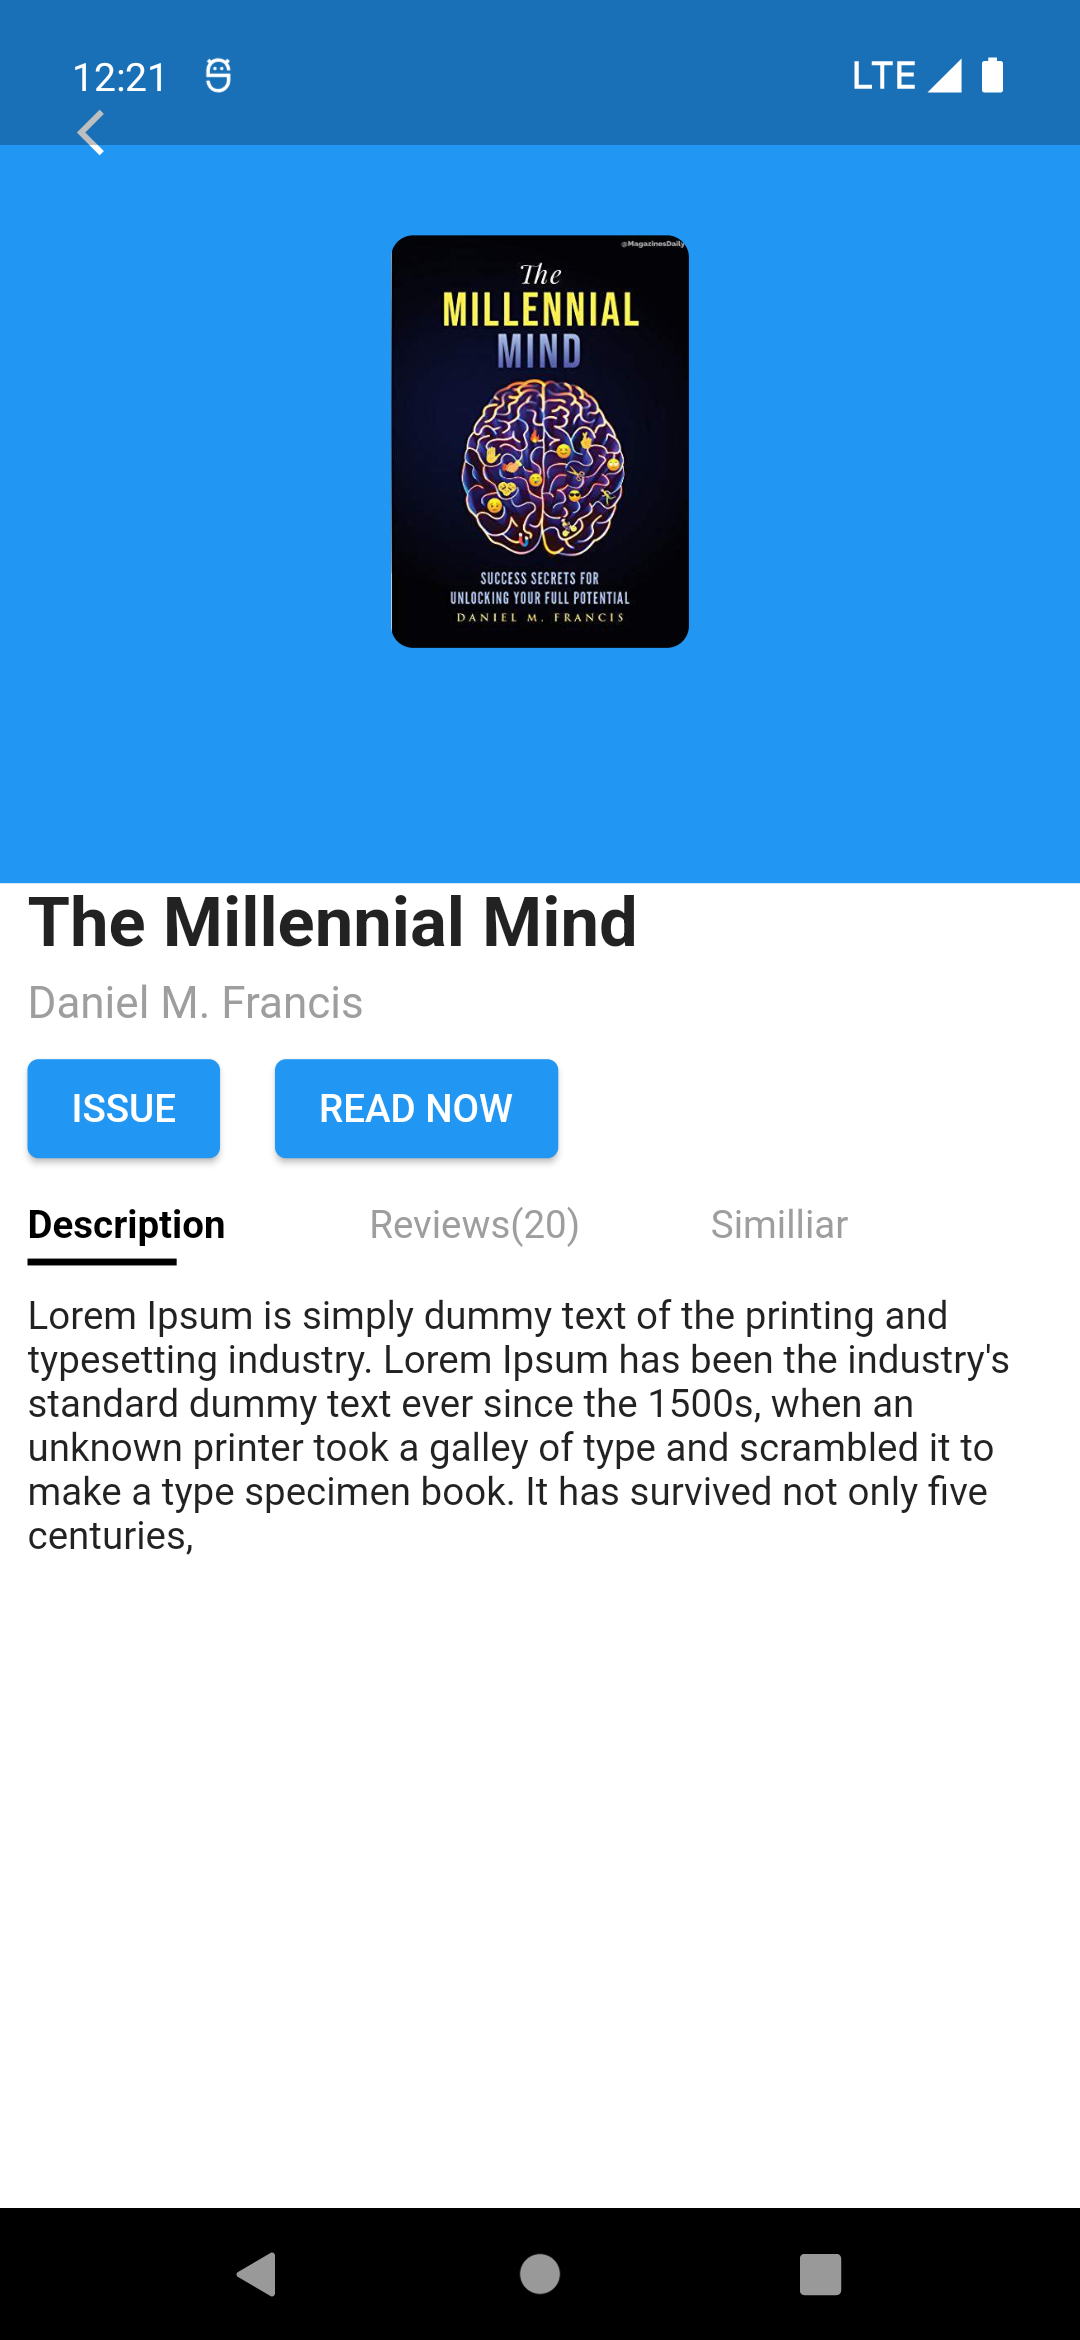 12:21
LTE
@MagazinesDaily
The
MILLENNIAL
MIND
SUCCESS SECRETS FOR
UNLOCKING YOUR FULL POTENTIAL
DANIEL M. FRANCIS
The Millennial Mind
Daniel M. Francis
ISSUE READ NOW
Description Reviews(20) Similliar
Lorem Ipsum is simply dummy text of the printing and
typesetting industry. Lorem Ipsum has been the industry's
standard dummy text ever since the 1500s, when an
unknown printer took a galley of type and scrambled it to
make a type specimen book. It has survived not only five
centuries,